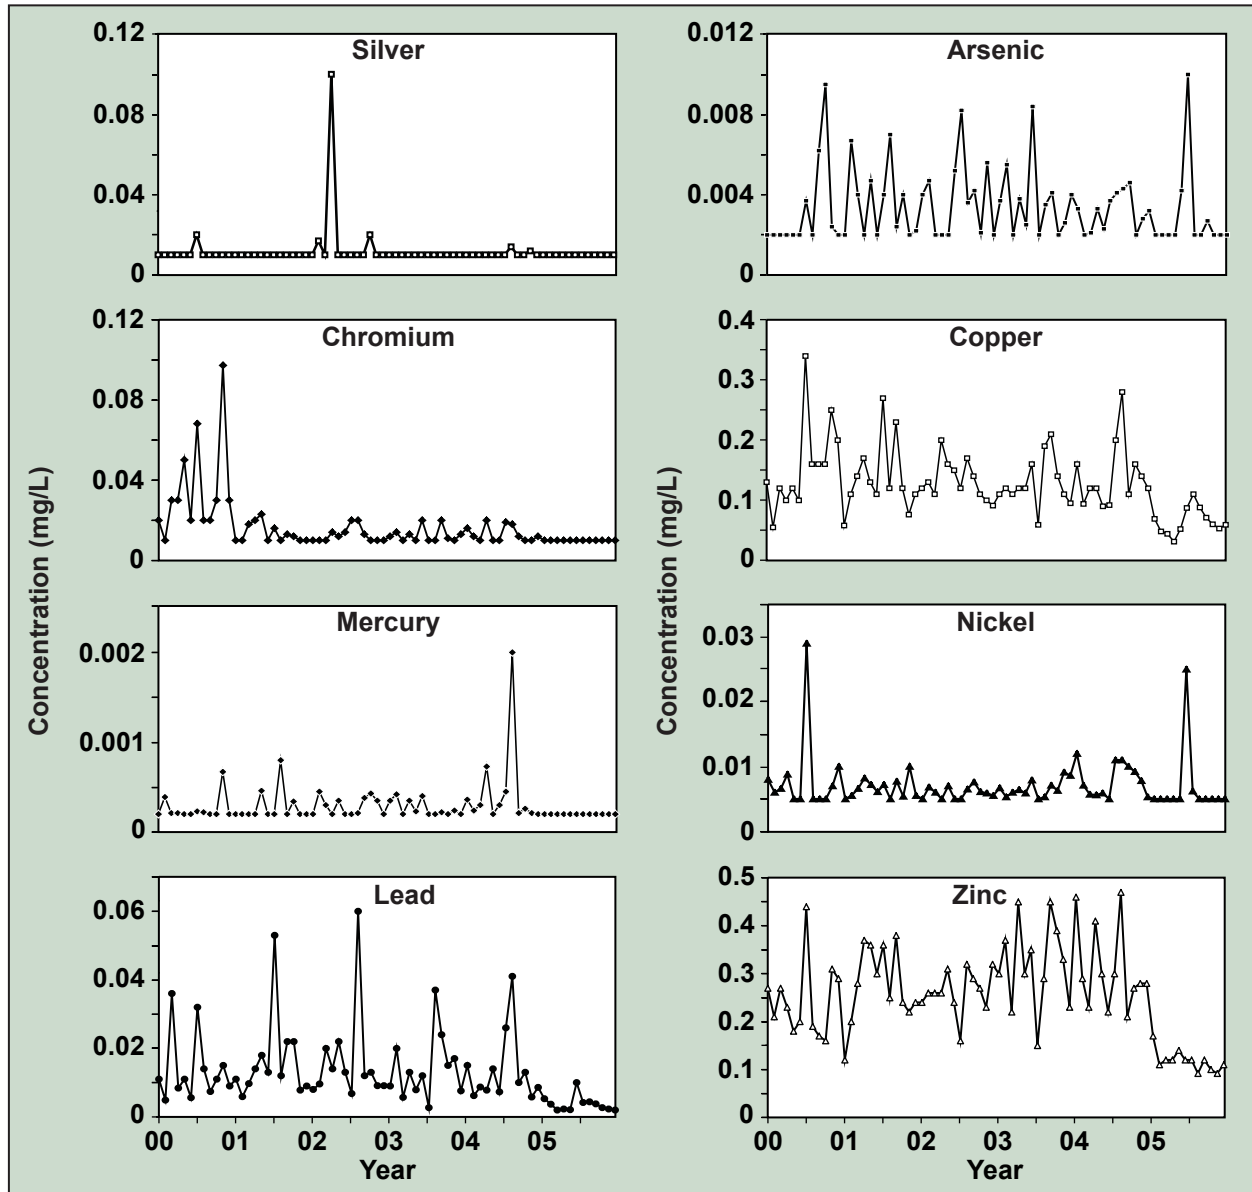 Concentration (mg/L)
Silver
0.12
0.08
0.04
0
Chromium
0.12
0.08
0.04
0
Mercury
0.002
0.001
0
Lead
0.06
0.04
0.02
0
00 01 02 03 04 05
Year
Concentration (mg/L)
Arsenic
0.012
0.008
0.004
0
Copper
0.4
0.3
0.2
0.1
0
Nickel
0.03
0.02
0.01
0
Zinc
0.5
0.4
0.3
0.2
0.1
0
00 01 02 03 04 05
Year